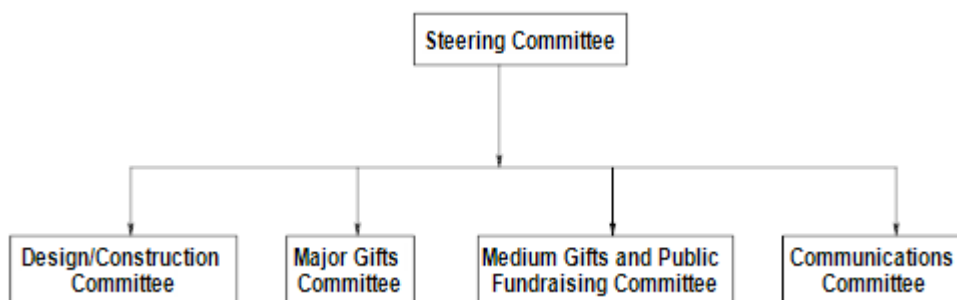 Steering Committee
Design/Construction
Committee
Major Gifts
Committee
Medium Gifts and Public
Fundraising Committee
Communications
Committee